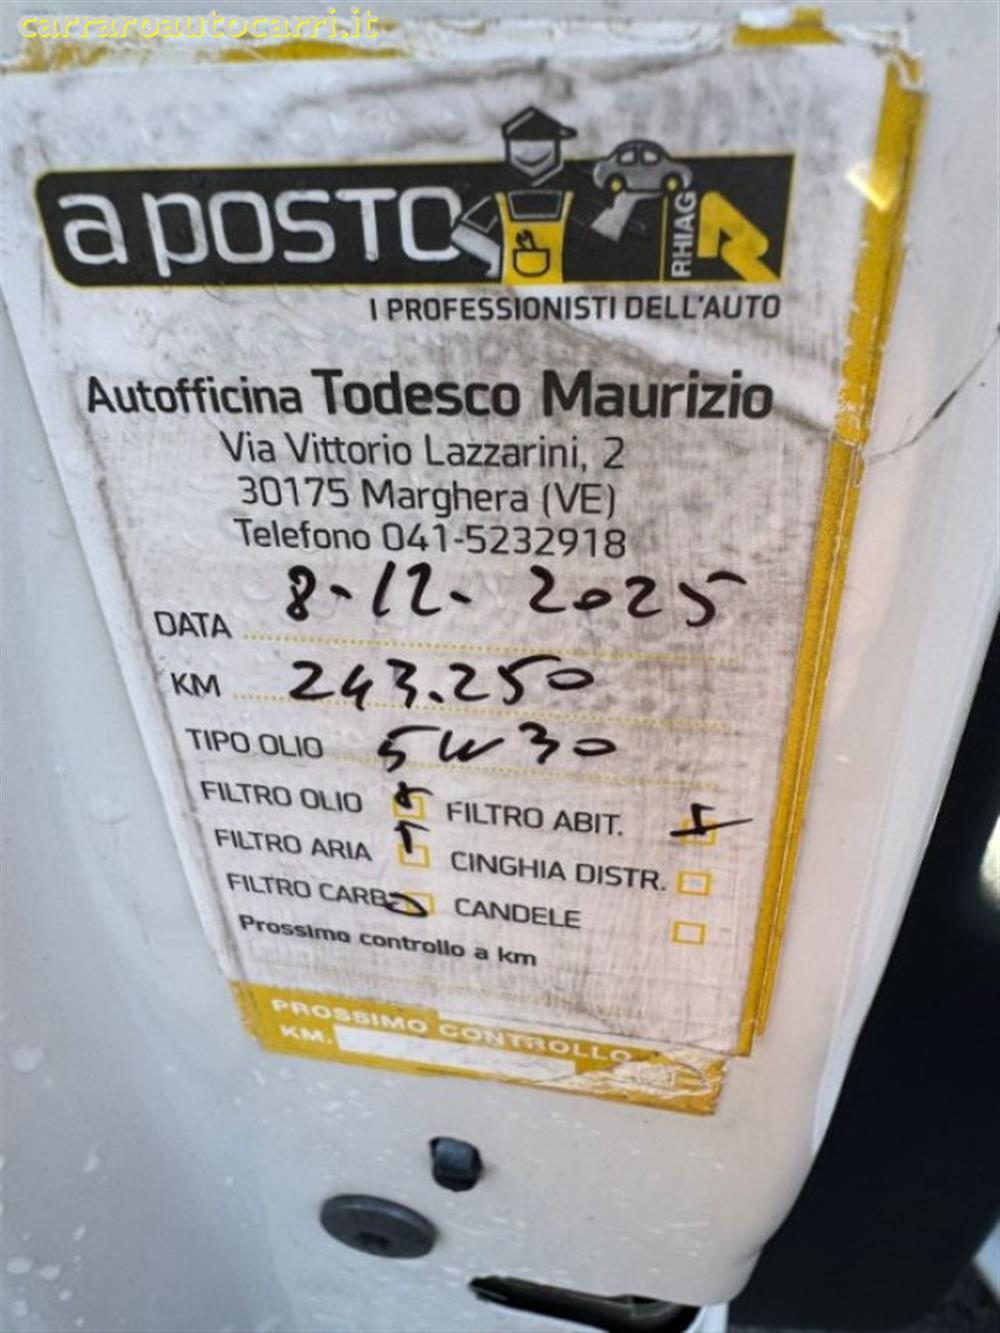 carraroautocarri.it
a POSTO
RHIAG
I PROFESSIONISTI DELL'AUTO
Autofficina Todesco Maurizio
Via Vittorio Lazzarini, 2
30175 Marghera (VE)
Telefono 041-5232918
DATA 8-12-2025
KM 243.250
TIPO OLIO 5W30
FILTRO OLIO FILTRO ABIT.
FILTRO ARIA CINGHIA DISTR.
FILTRO CARB. CANDELE
Prossimo controllo a km
PROSSIMO CONTROLLO
KM.